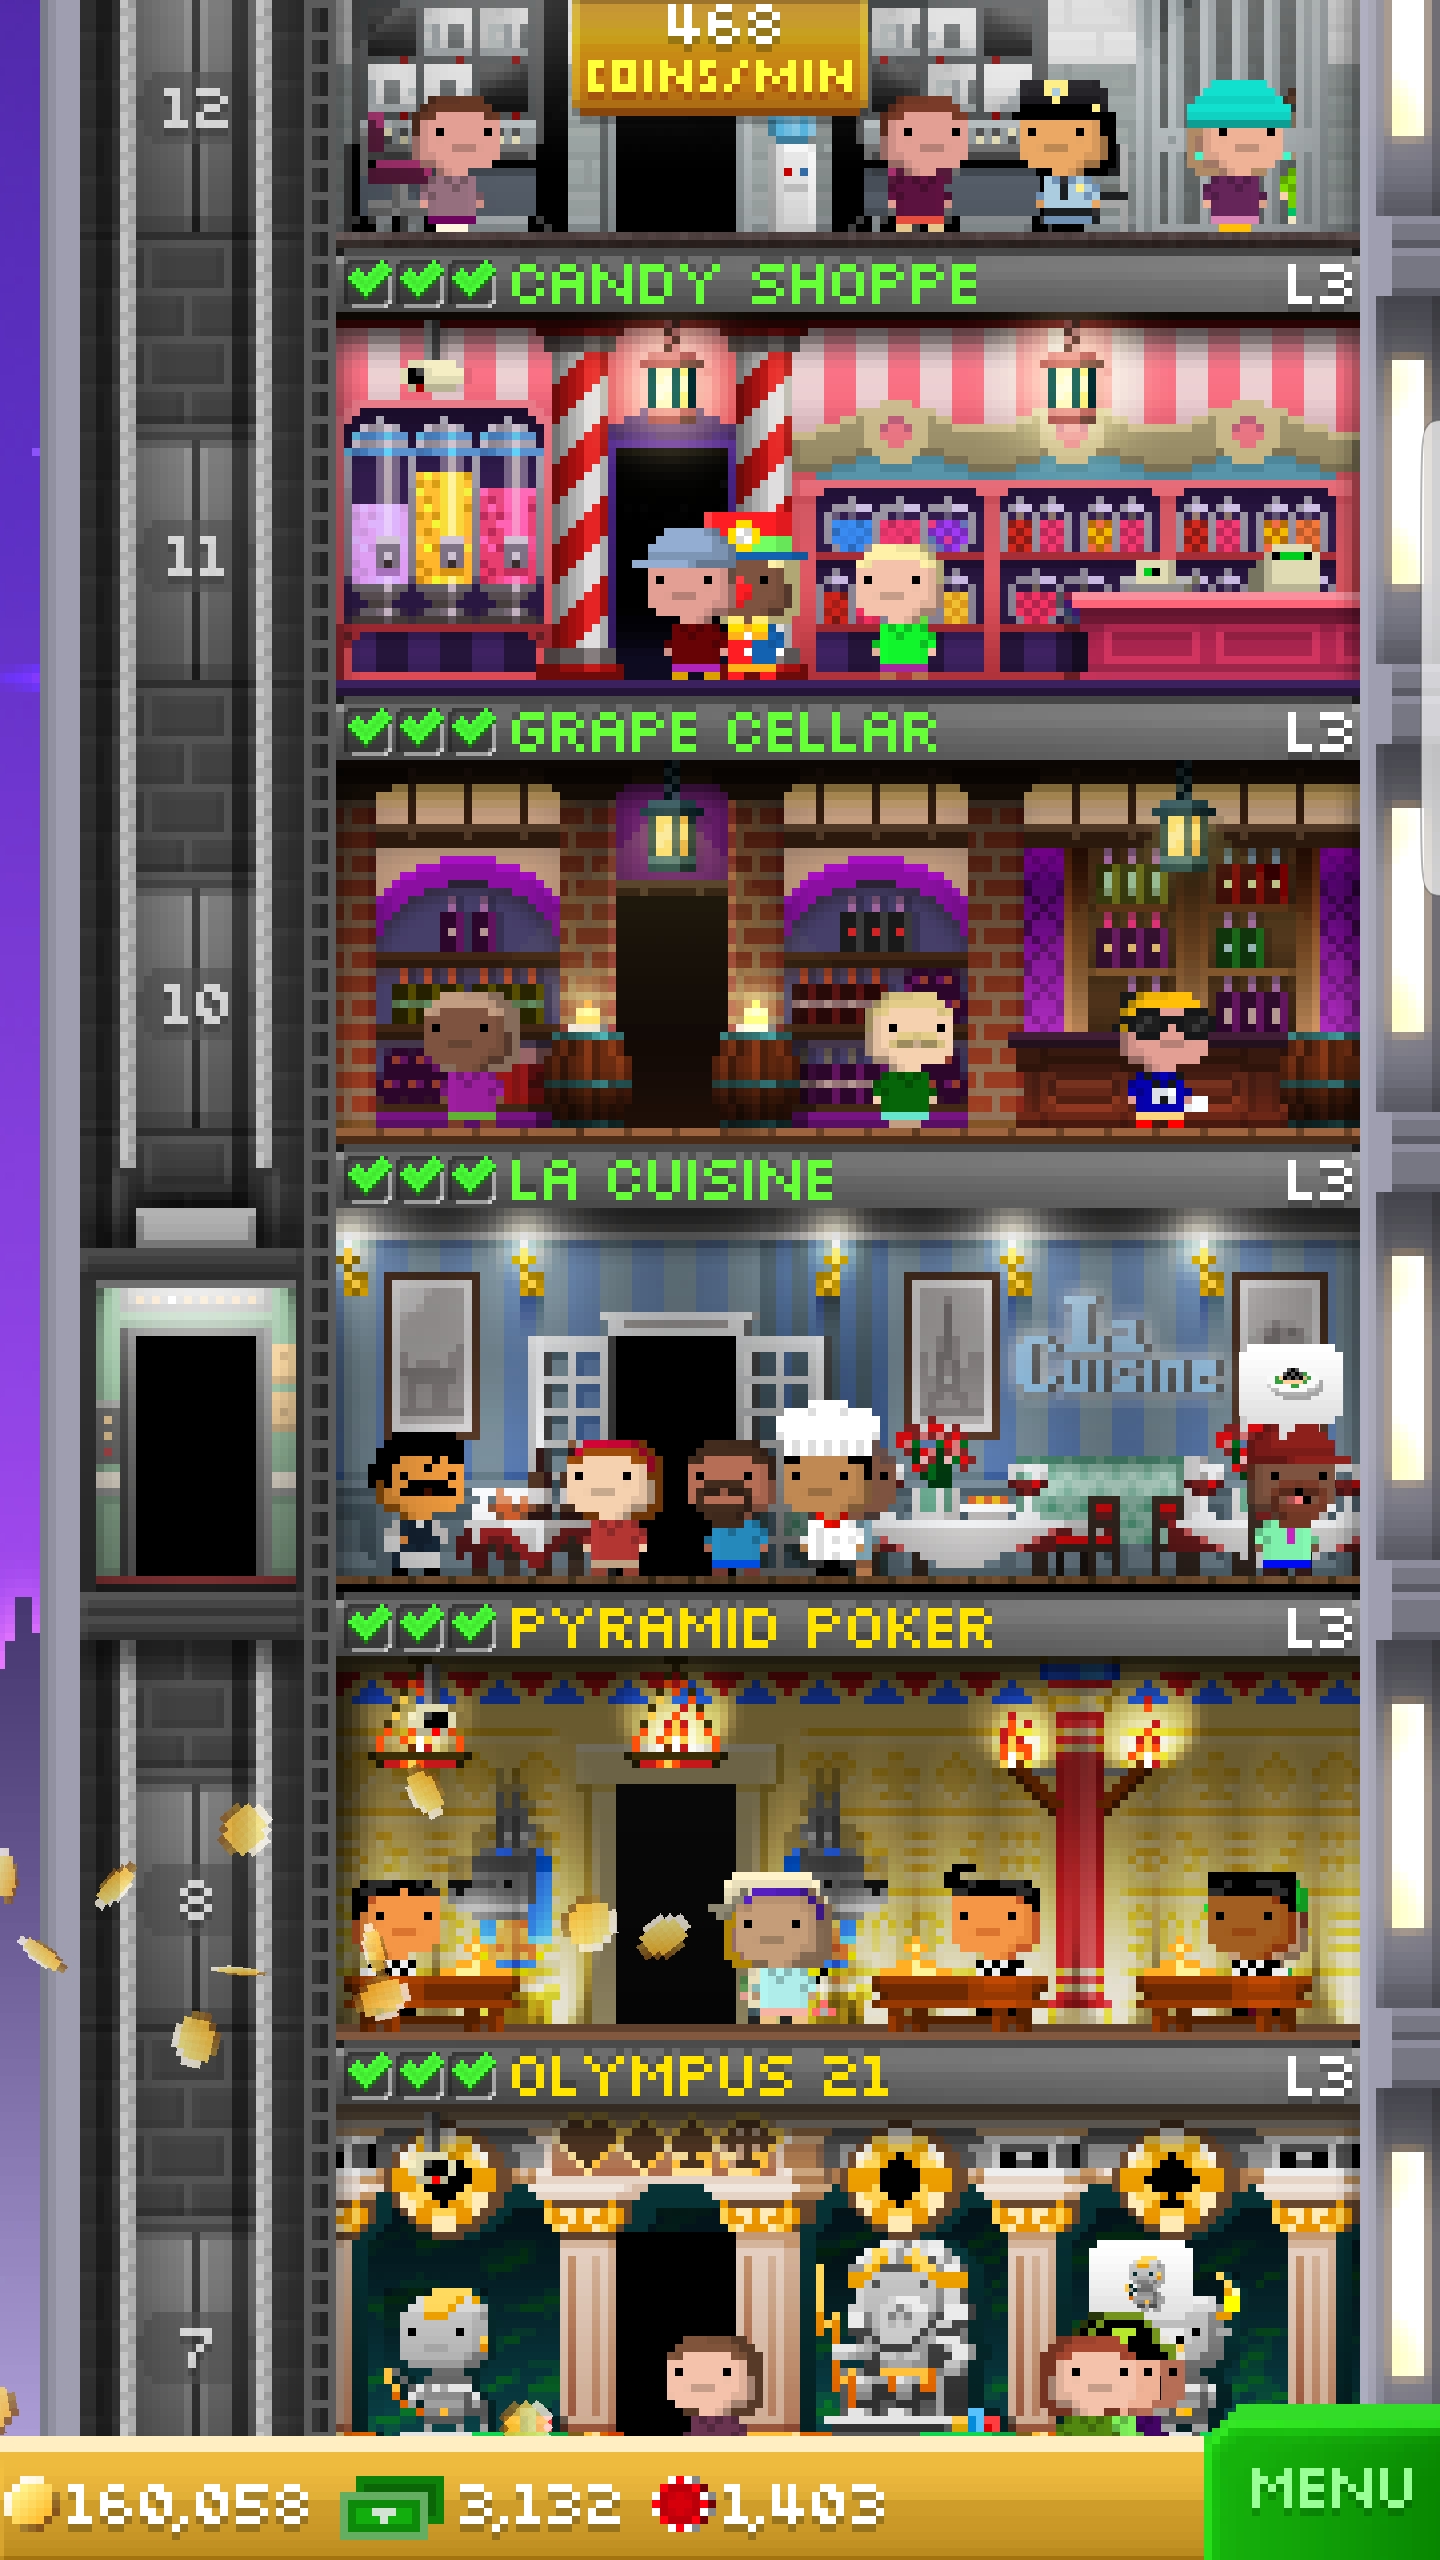 468
COINS/MIN
12
CANDY SHOPPE L3
11
GRAPE CELLAR L3
10
LA CUISINE L3
La
Cuisine
PYRAMID POKER L3
8
OLYMPUS 21 L3
7
160,058 3,132 1,403
MENU